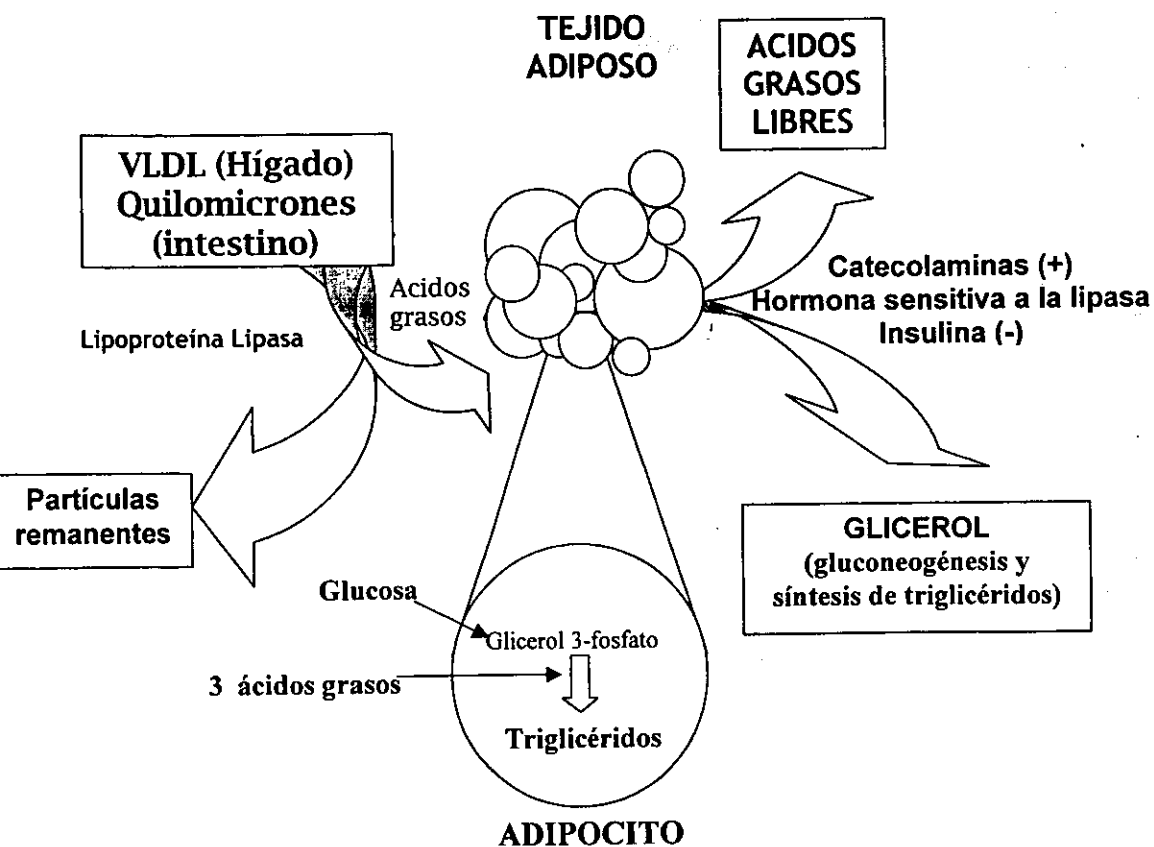 TEJIDO
ADIPOSO
ACIDOS
GRASOS
LIBRES
VLDL (Hígado)
Quilomicrones
(intestino)
Acidos
grasos
Lipoproteína Lipasa
Catecolaminas (+)
Hormona sensitiva a la lipasa
Insulina (-)
Partículas
remanentes
GLICEROL
(gluconeogénesis y
síntesis de triglicéridos)
Glucosa
Glicerol 3-fosfato
3 ácidos grasos
Triglicéridos
ADIPOCITO